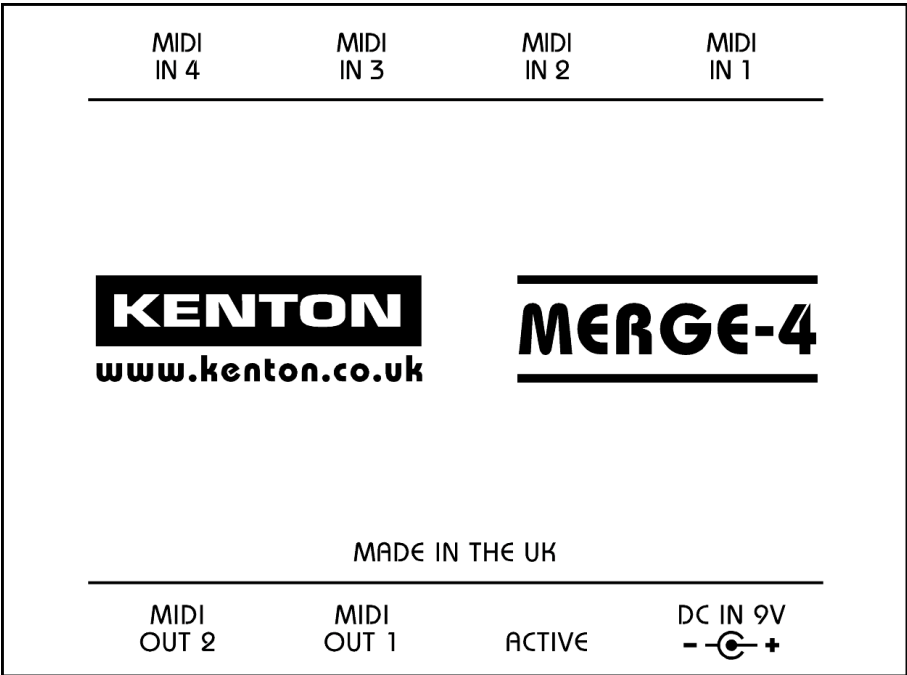 MIDI IN 4
MIDI IN 3
MIDI IN 2
MIDI IN 1
KENTON
www.kenton.co.uk
MERGE-4
MADE IN THE UK
MIDI OUT 2
MIDI OUT 1
ACTIVE
DC IN 9V
- +